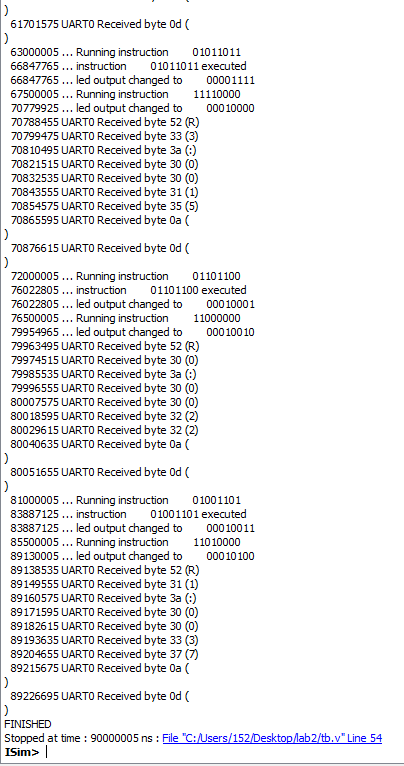 )
61701575 UART0 Received byte 0d (
)
63000005 ... Running instruction 01011011
66847765 ... instruction 01011011 executed
66847765 ... led output changed to 00001111
67500005 ... Running instruction 11110000
70779925 ... led output changed to 00010000
70788455 UART0 Received byte 52 (R)
70799475 UART0 Received byte 33 (3)
70810495 UART0 Received byte 3a (:)
70821515 UART0 Received byte 30 (0)
70832535 UART0 Received byte 30 (0)
70843555 UART0 Received byte 31 (1)
70854575 UART0 Received byte 35 (5)
70865595 UART0 Received byte 0a (
)
70876615 UART0 Received byte 0d (
)
72000005 ... Running instruction 01101100
76022805 ... instruction 01101100 executed
76022805 ... led output changed to 00010001
76500005 ... Running instruction 11000000
79954965 ... led output changed to 00010010
79963495 UART0 Received byte 52 (R)
79974515 UART0 Received byte 30 (0)
79985535 UART0 Received byte 3a (:)
79996555 UART0 Received byte 30 (0)
80007575 UART0 Received byte 30 (0)
80018595 UART0 Received byte 32 (2)
80029615 UART0 Received byte 32 (2)
80040635 UART0 Received byte 0a (
)
80051655 UART0 Received byte 0d (
)
81000005 ... Running instruction 01001101
83887125 ... instruction 01001101 executed
83887125 ... led output changed to 00010011
85500005 ... Running instruction 11010000
89130005 ... led output changed to 00010100
89138535 UART0 Received byte 52 (R)
89149555 UART0 Received byte 31 (1)
89160575 UART0 Received byte 3a (:)
89171595 UART0 Received byte 30 (0)
89182615 UART0 Received byte 30 (0)
89193635 UART0 Received byte 33 (3)
89204655 UART0 Received byte 37 (7)
89215675 UART0 Received byte 0a (
)
89226695 UART0 Received byte 0d (
)
FINISHED
Stopped at time : 90000005 ns : File "C:/Users/152/Desktop/lab2/tb.v" Line 54
ISim>